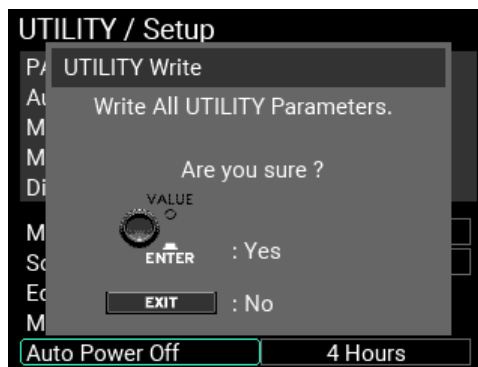 UTILITY / Setup
UTILITY Write
Write All UTILITY Parameters.
Are you sure ?
VALUE
ENTER : Yes
EXIT : No
Auto Power Off 4 Hours